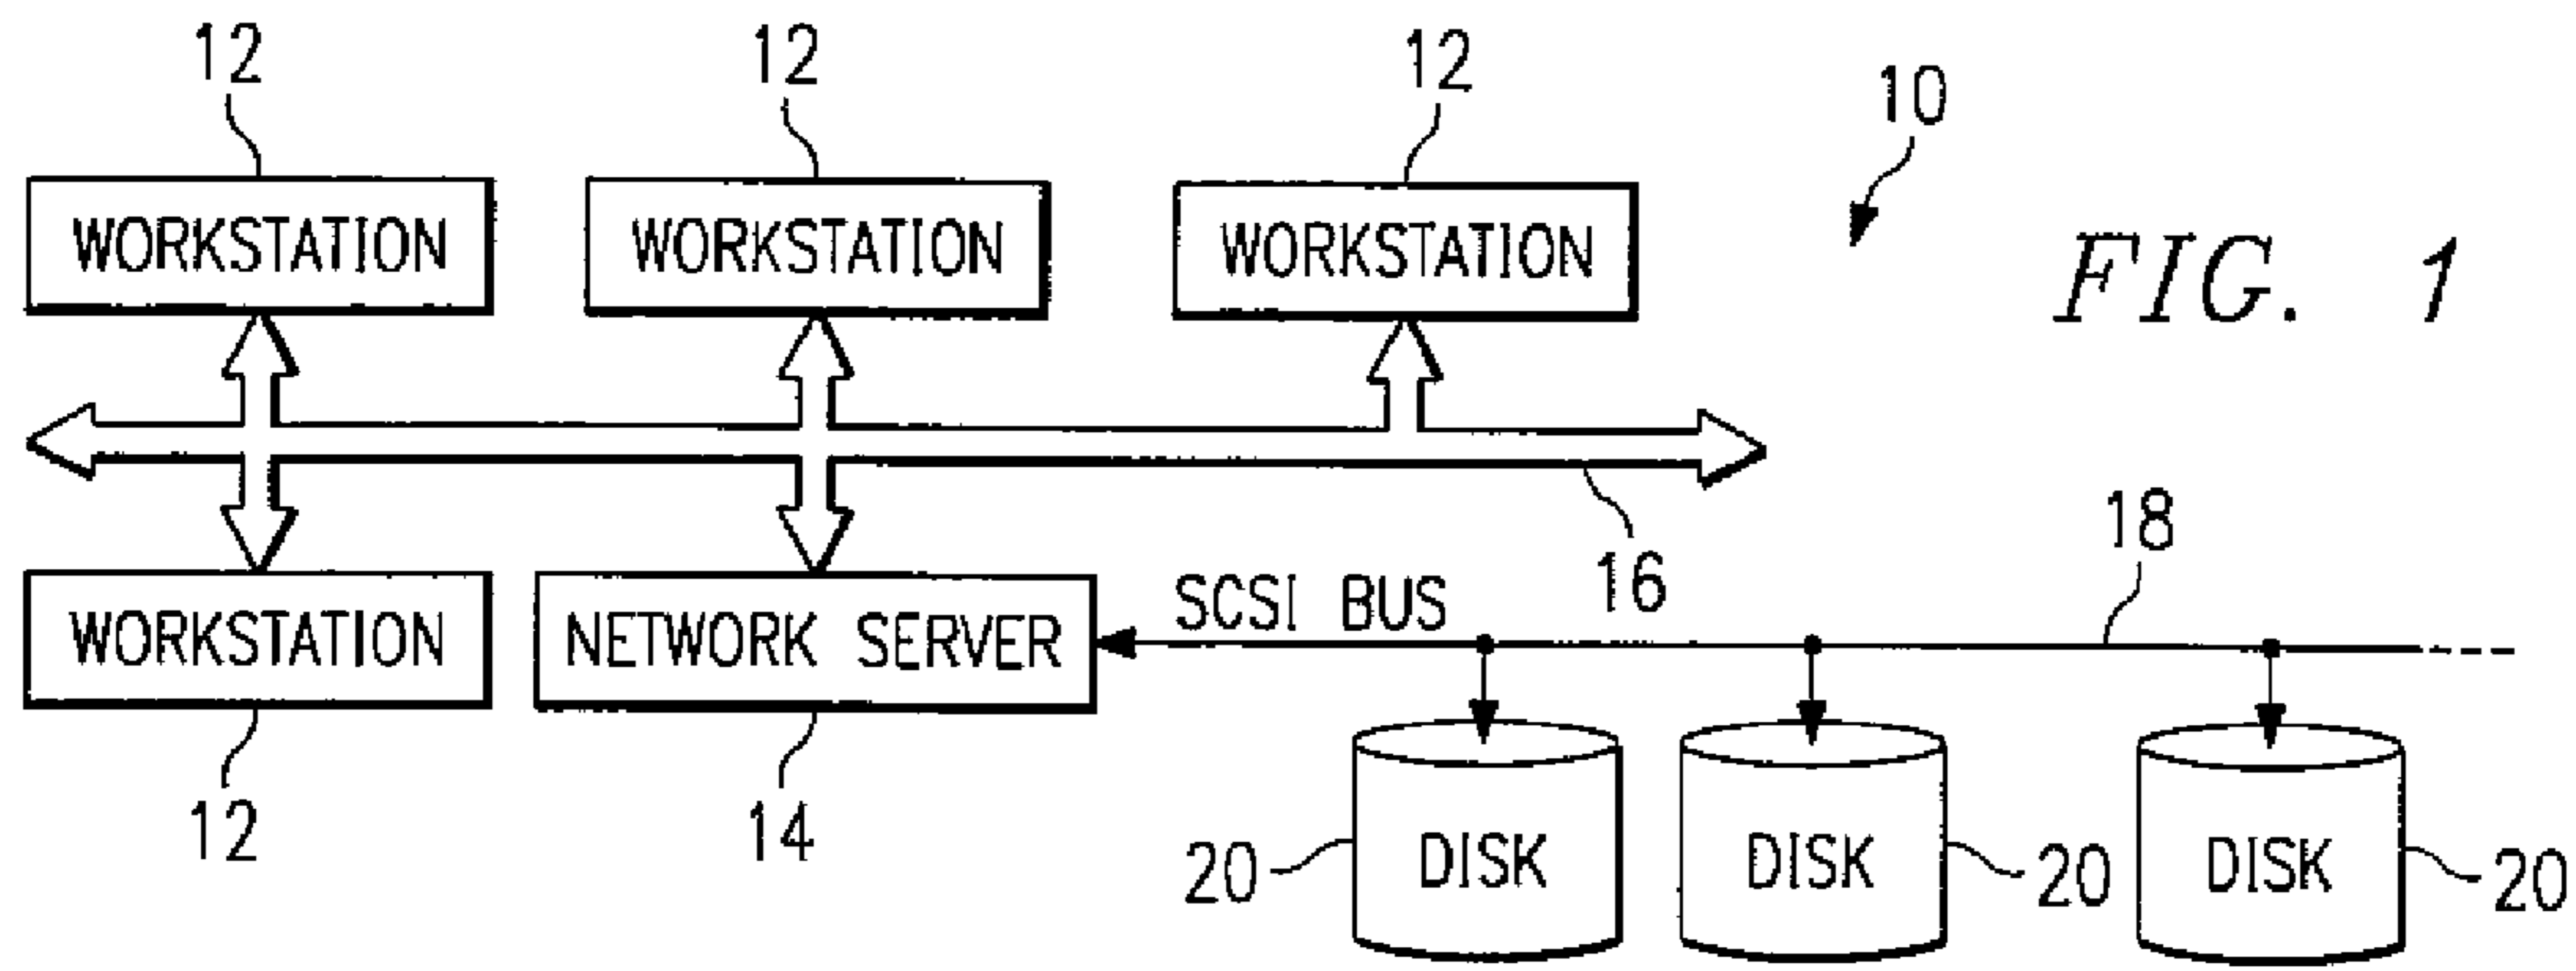 12 12 12 10
WORKSTATION WORKSTATION WORKSTATION
FIG. 1
16 18
SCSI BUS
WORKSTATION NETWORK SERVER
12 14
20 DISK DISK 20 DISK 20